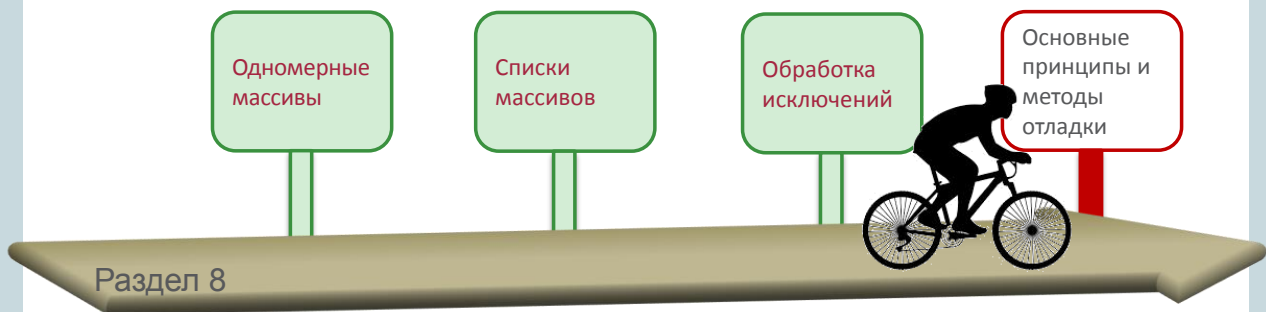 Одномерные
массивы
Списки
массивов
Обработка
исключений
Основные
принципы и
методы
отладки
Раздел 8